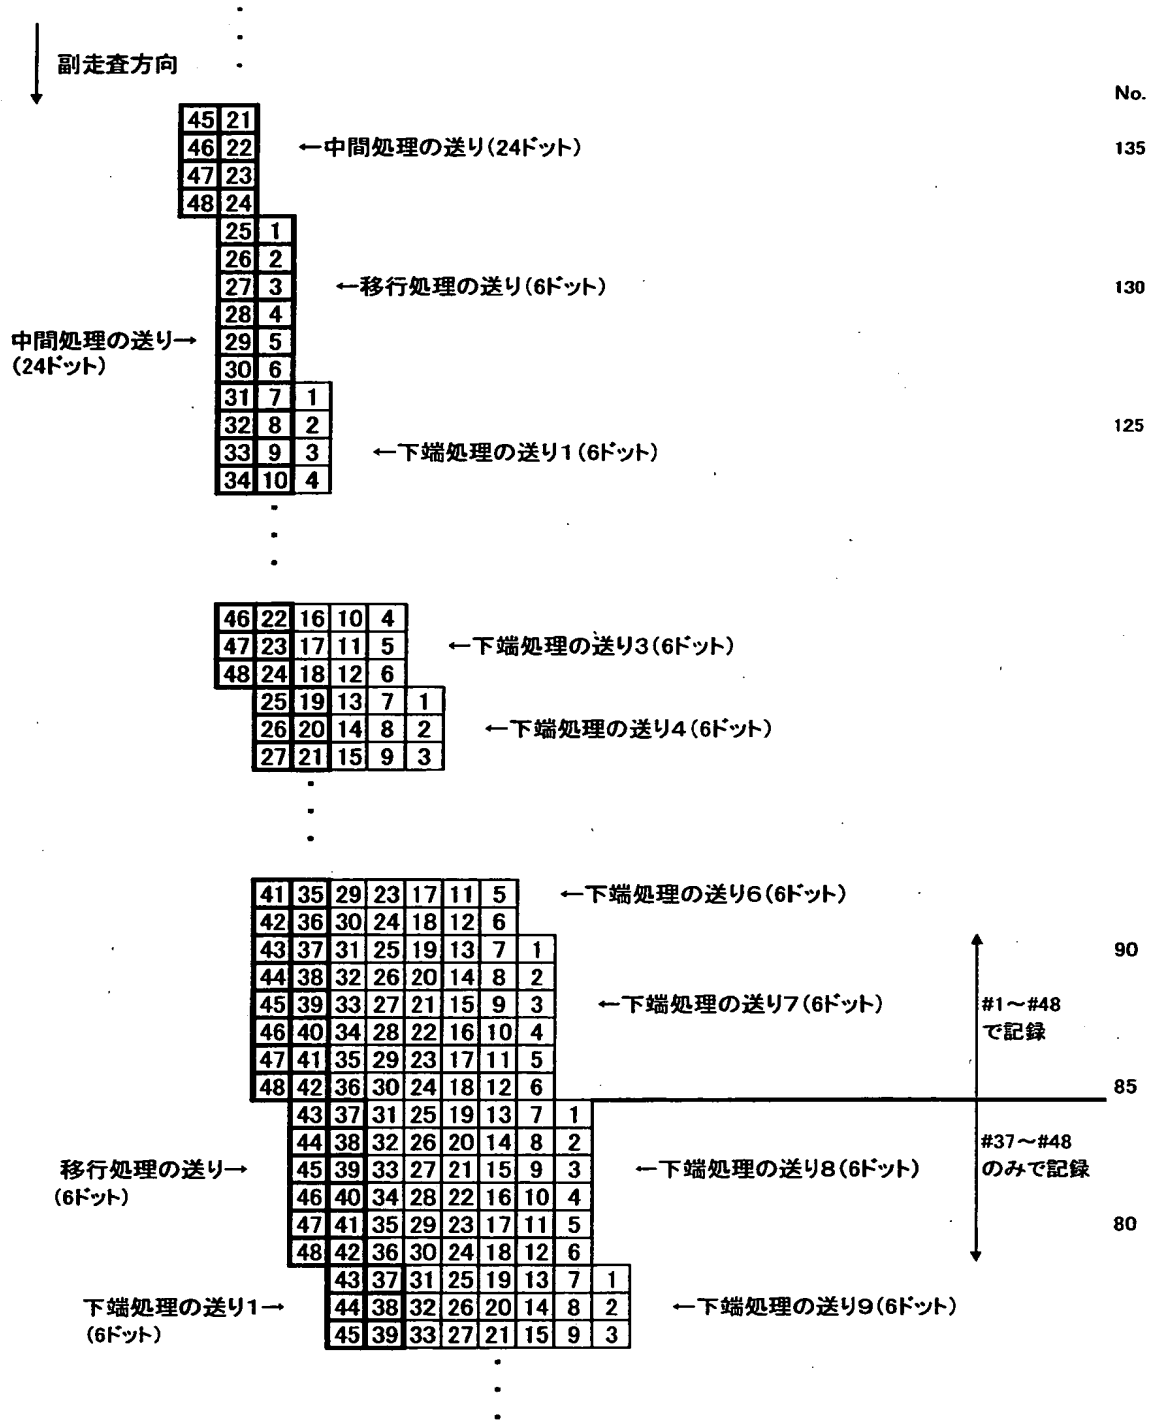 副走査方向
No.
45 21
46 22 ←中間処理の送り(24ドット) 135
47 23
48 24
25 1
26 2
27 3 ←移行処理の送り(6ドット) 130
28 4
中間処理の送り→ 29 5
(24ドット) 30 6
31 7 1
32 8 2 125
33 9 3 ←下端処理の送り1(6ドット)
34 10 4
46 22 16 10 4
47 23 17 11 5 ←下端処理の送り3(6ドット)
48 24 18 12 6
25 19 13 7 1
26 20 14 8 2 ←下端処理の送り4(6ドット)
27 21 15 9 3
41 35 29 23 17 11 5 ←下端処理の送り6(6ドット)
42 36 30 24 18 12 6
43 37 31 25 19 13 7 1 90
44 38 32 26 20 14 8 2
45 39 33 27 21 15 9 3 ←下端処理の送り7(6ドット) #1~#48
46 40 34 28 22 16 10 4 で記録
47 41 35 29 23 17 11 5
48 42 36 30 24 18 12 6 85
43 37 31 25 19 13 7 1
44 38 32 26 20 14 8 2 #37~#48
移行処理の送り→ 45 39 33 27 21 15 9 3 ←下端処理の送り8(6ドット) のみで記録
(6ドット) 46 40 34 28 22 16 10 4
47 41 35 29 23 17 11 5 80
48 42 36 30 24 18 12 6
43 37 31 25 19 13 7 1
下端処理の送り1→ 44 38 32 26 20 14 8 2 ←下端処理の送り9(6ドット)
(6ドット) 45 39 33 27 21 15 9 3